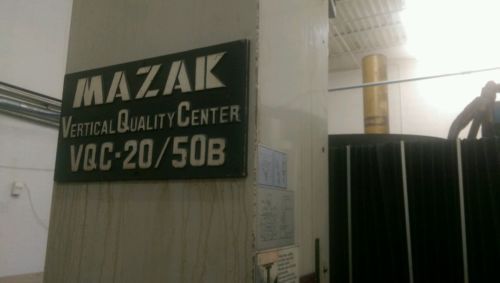 MAZAK
VERTICAL QUALITY CENTER
VQC-20/50B